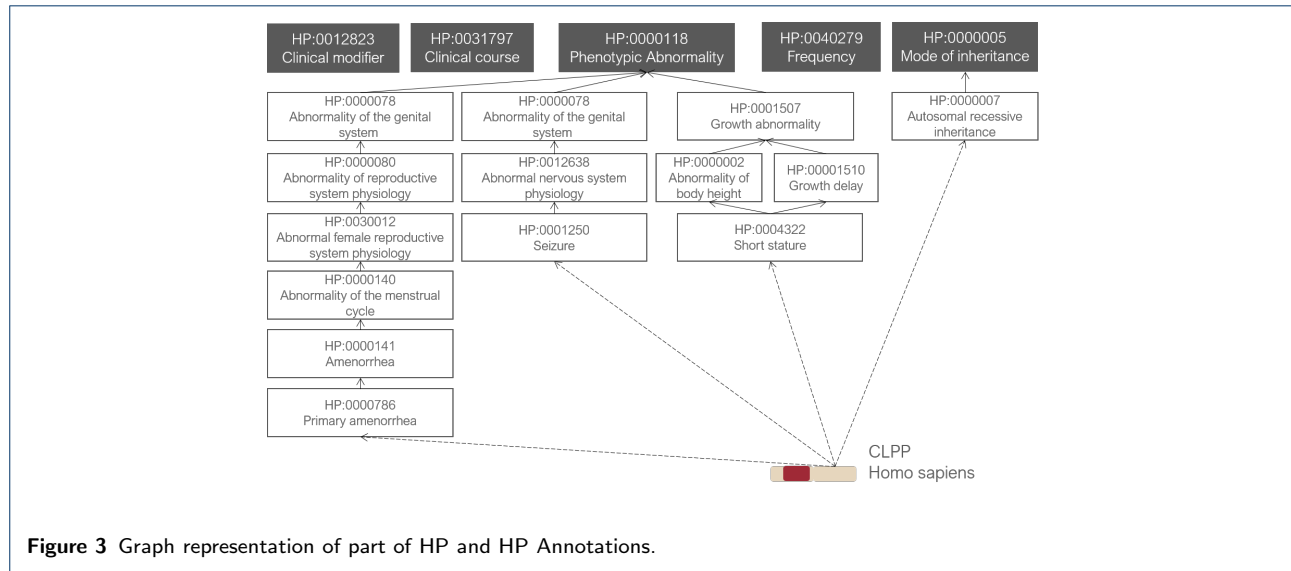 HP:0012823
Clinical modifier
HP:0031797
Clinical course
HP:0000118
Phenotypic Abnormality
HP:0040279
Frequency
HP:0000005
Mode of inheritance
HP:0000078
Abnormality of the genital
system
HP:0000078
Abnormality of the genital
system
HP:0001507
Growth abnormality
HP:0000007
Autosomal recessive
inheritance
HP:0000080
Abnormality of reproductive
system physiology
HP:0012638
Abnormal nervous system
physiology
HP:0000002
Abnormality of
body height
HP:00001510
Growth delay
HP:0030012
Abnormal female reproductive
system physiology
HP:0001250
Seizure
HP:0004322
Short stature
HP:0000140
Abnormality of the menstrual
cycle
HP:0000141
Amenorrhea
HP:0000786
Primary amenorrhea
CLPP
Homo sapiens
Figure 3 Graph representation of part of HP and HP Annotations.